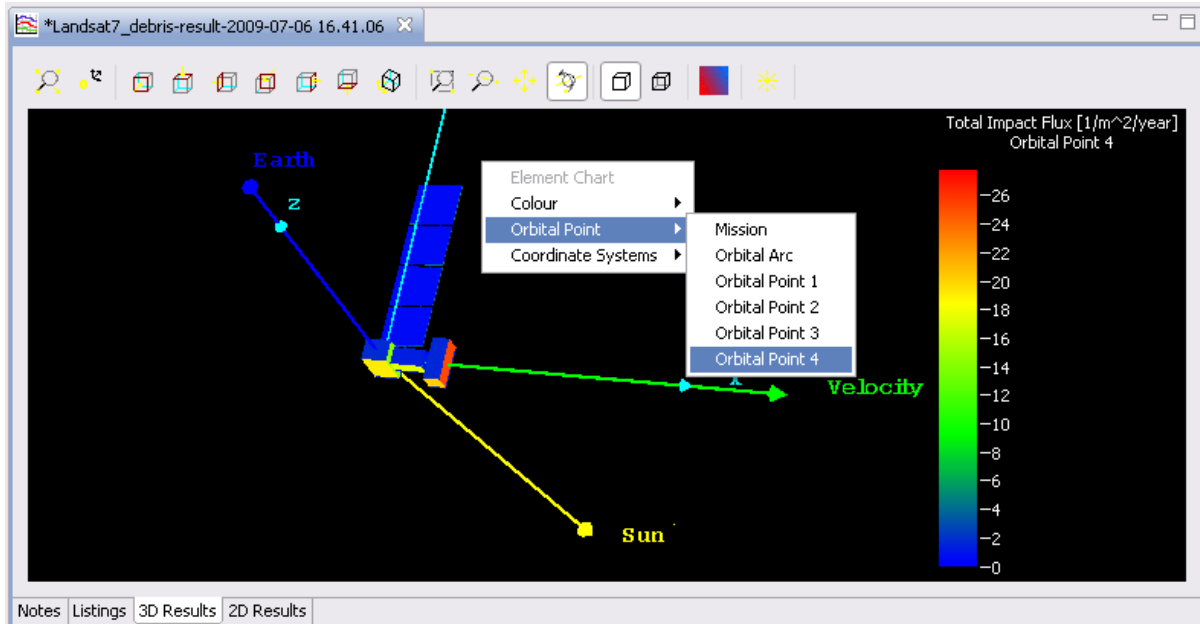 *Landsat7_debris-result-2009-07-06 16.41.06
Total Impact Flux [1/m^2/year]
Orbital Point 4
Earth
z
Element Chart
Colour
Orbital Point
Coordinate Systems
Mission
Orbital Arc
Orbital Point 1
Orbital Point 2
Orbital Point 3
Orbital Point 4
Velocity
Sun
26
24
22
20
18
16
14
12
10
8
6
4
2
0
Notes Listings 3D Results 2D Results